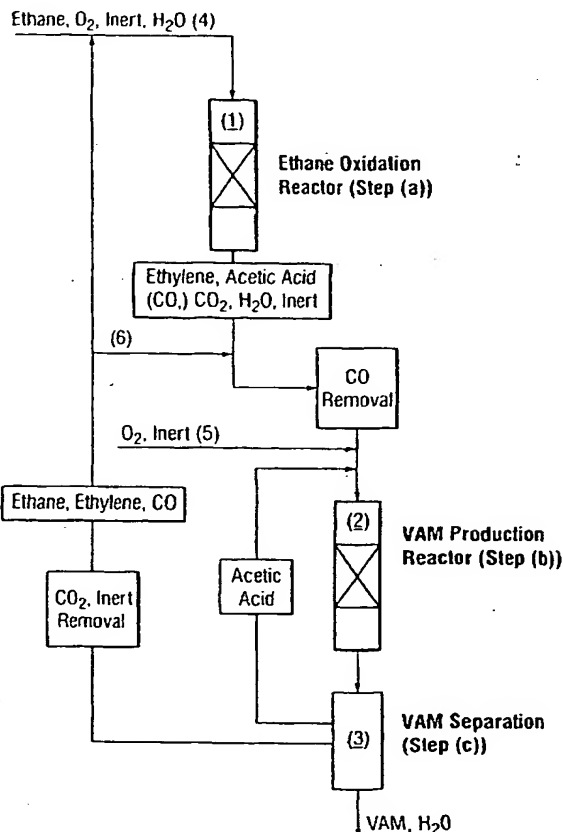 Ethane, O₂, Inert, H₂O (4)
(1)
Ethane Oxidation
Reactor (Step (a))
Ethylene, Acetic Acid
(CO,) CO₂, H₂O, Inert
(6)
CO
Removal
O₂, Inert (5)
Ethane, Ethylene, CO
(2)
VAM Production
Reactor (Step (b))
Acetic
Acid
CO₂, Inert
Removal
(3)
VAM Separation
(Step (c))
VAM, H₂O